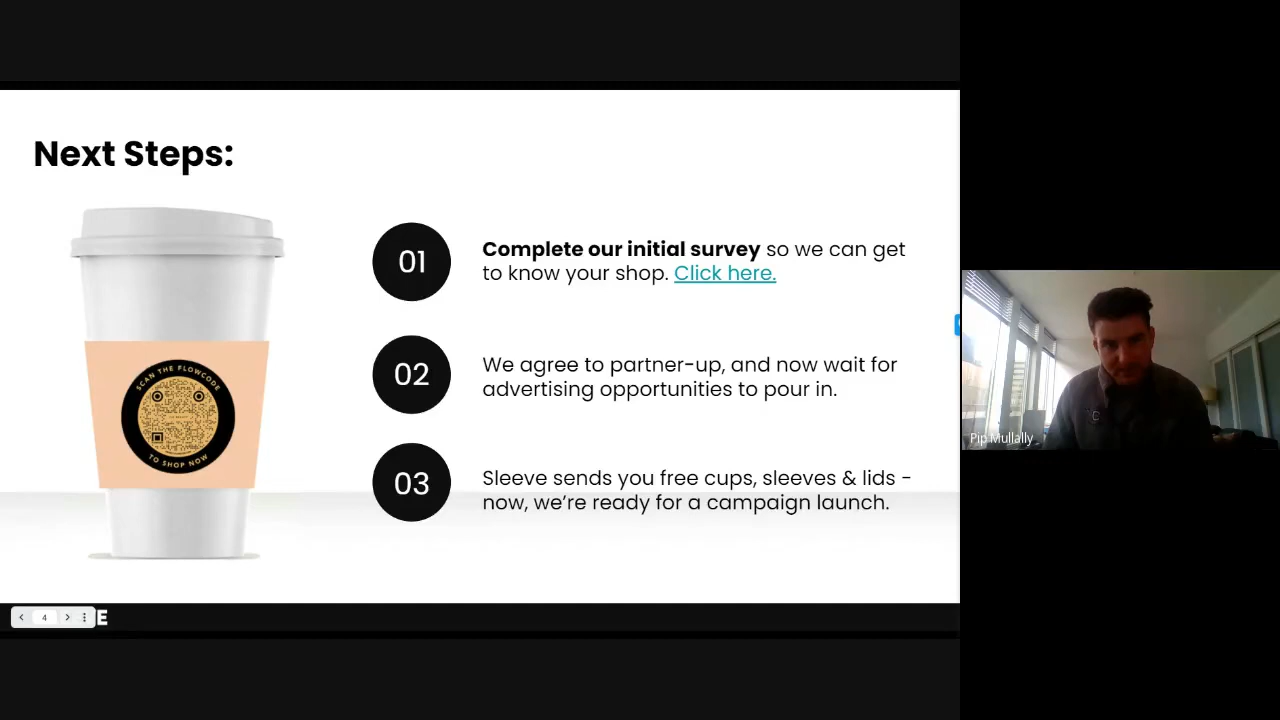 Next Steps:
01
Complete our initial survey so we can get
to know your shop. Click here.
02
We agree to partner-up, and now wait for
advertising opportunities to pour in.
03
Sleeve sends you free cups, sleeves & lids -
now, we're ready for a campaign launch.
SCAN THE FLOWCODE
TO SHOP NOW
4
E
Pip Mullally